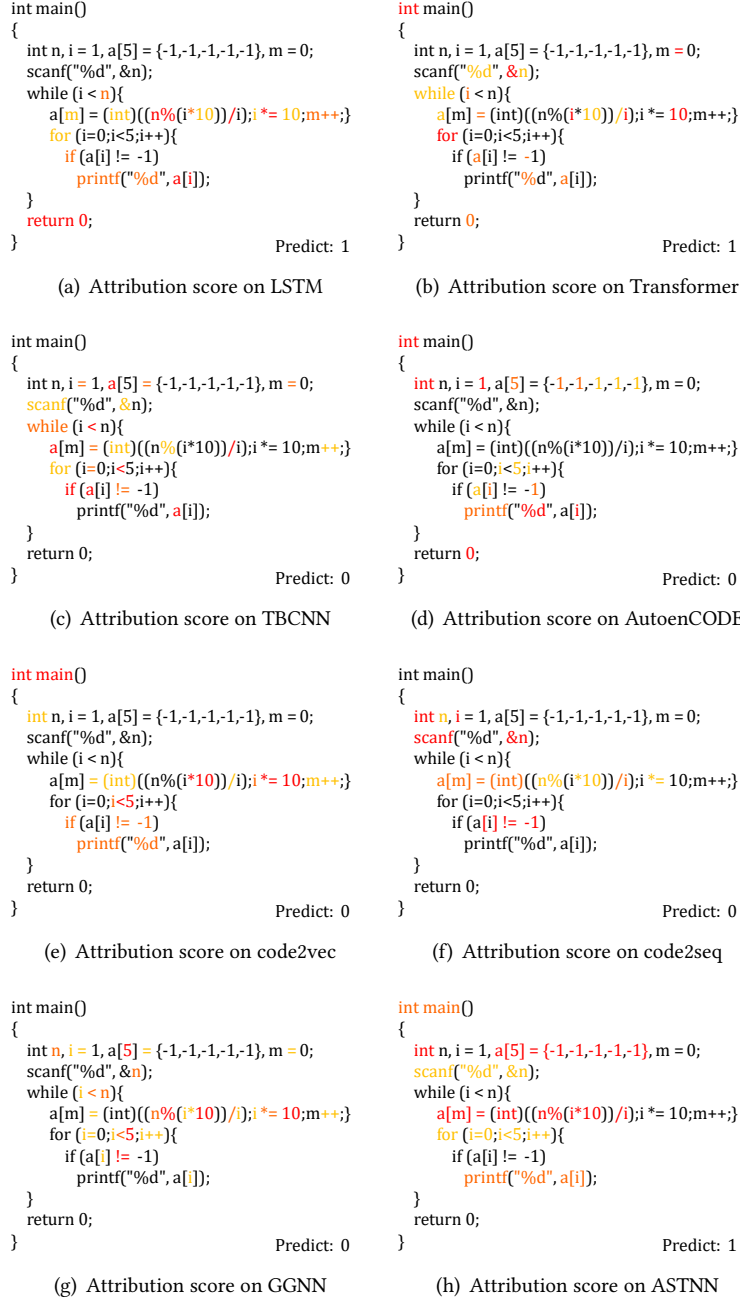 int main()
{
int n, i = 1, a[5] = {-1,-1,-1,-1,-1}, m = 0;
scanf("%d", &n);
while (i < n){
a[m] = (int)((n%(i*10))/i);i *= 10;m++;}
for (i=0;i<5;i++){
if (a[i] != -1)
printf("%d", a[i]);
}
return 0;
}
Predict: 1
(a) Attribution score on LSTM
int main()
{
int n, i = 1, a[5] = {-1,-1,-1,-1,-1}, m = 0;
scanf("%d", &n);
while (i < n){
a[m] = (int)((n%(i*10))/i);i *= 10;m++;}
for (i=0;i<5;i++){
if (a[i] != -1)
printf("%d", a[i]);
}
return 0;
}
Predict: 1
(b) Attribution score on Transformer
int main()
{
int n, i = 1, a[5] = {-1,-1,-1,-1,-1}, m = 0;
scanf("%d", &n);
while (i < n){
a[m] = (int)((n%(i*10))/i);i *= 10;m++;}
for (i=0;i<5;i++){
if (a[i] != -1)
printf("%d", a[i]);
}
return 0;
}
Predict: 0
(c) Attribution score on TBCNN
int main()
{
int n, i = 1, a[5] = {-1,-1,-1,-1,-1}, m = 0;
scanf("%d", &n);
while (i < n){
a[m] = (int)((n%(i*10))/i);i *= 10;m++;}
for (i=0;i<5;i++){
if (a[i] != -1)
printf("%d", a[i]);
}
return 0;
}
Predict: 0
(d) Attribution score on AutoenCODE
int main()
{
int n, i = 1, a[5] = {-1,-1,-1,-1,-1}, m = 0;
scanf("%d", &n);
while (i < n){
a[m] = (int)((n%(i*10))/i);i *= 10;m++;}
for (i=0;i<5;i++){
if (a[i] != -1)
printf("%d", a[i]);
}
return 0;
}
Predict: 0
(e) Attribution score on code2vec
int main()
{
int n, i = 1, a[5] = {-1,-1,-1,-1,-1}, m = 0;
scanf("%d", &n);
while (i < n){
a[m] = (int)((n%(i*10))/i);i *= 10;m++;}
for (i=0;i<5;i++){
if (a[i] != -1)
printf("%d", a[i]);
}
return 0;
}
Predict: 0
(f) Attribution score on code2seq
int main()
{
int n, i = 1, a[5] = {-1,-1,-1,-1,-1}, m = 0;
scanf("%d", &n);
while (i < n){
a[m] = (int)((n%(i*10))/i);i *= 10;m++;}
for (i=0;i<5;i++){
if (a[i] != -1)
printf("%d", a[i]);
}
return 0;
}
Predict: 0
(g) Attribution score on GGNN
int main()
{
int n, i = 1, a[5] = {-1,-1,-1,-1,-1}, m = 0;
scanf("%d", &n);
while (i < n){
a[m] = (int)((n%(i*10))/i);i *= 10;m++;}
for (i=0;i<5;i++){
if (a[i] != -1)
printf("%d", a[i]);
}
return 0;
}
Predict: 1
(h) Attribution score on ASTNN